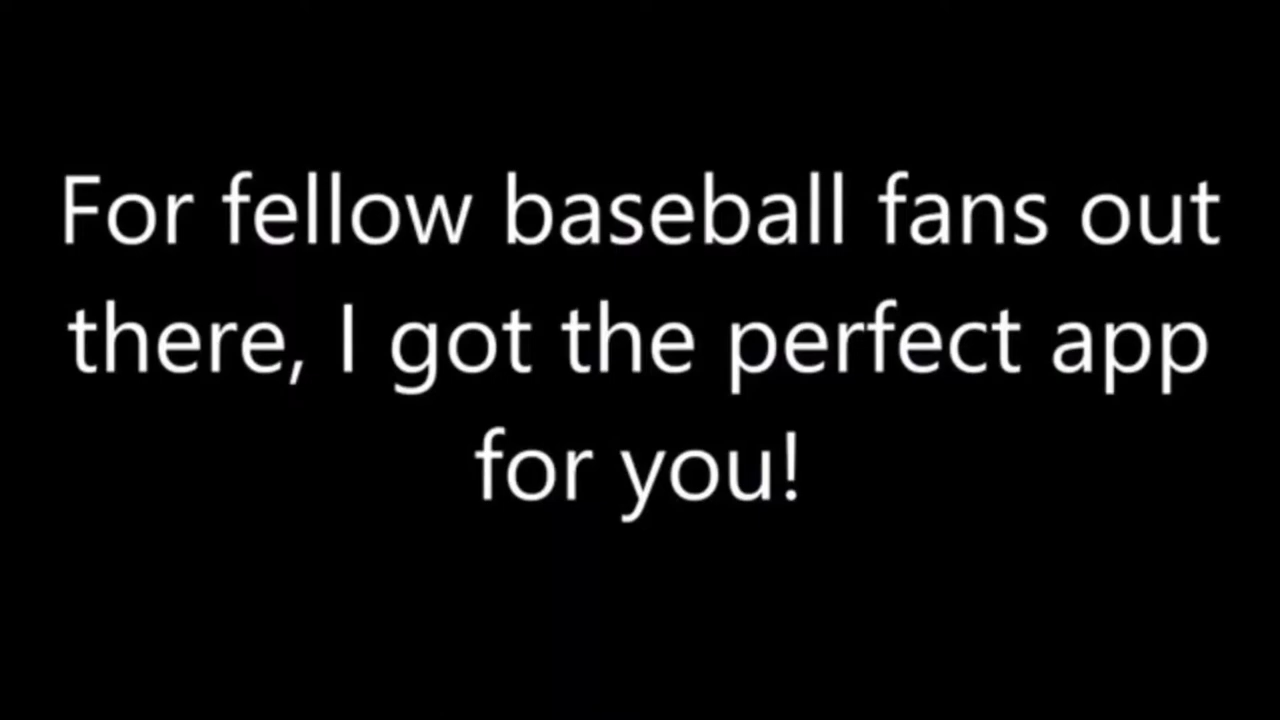 For fellow baseball fans out
there, I got the perfect app
for you!